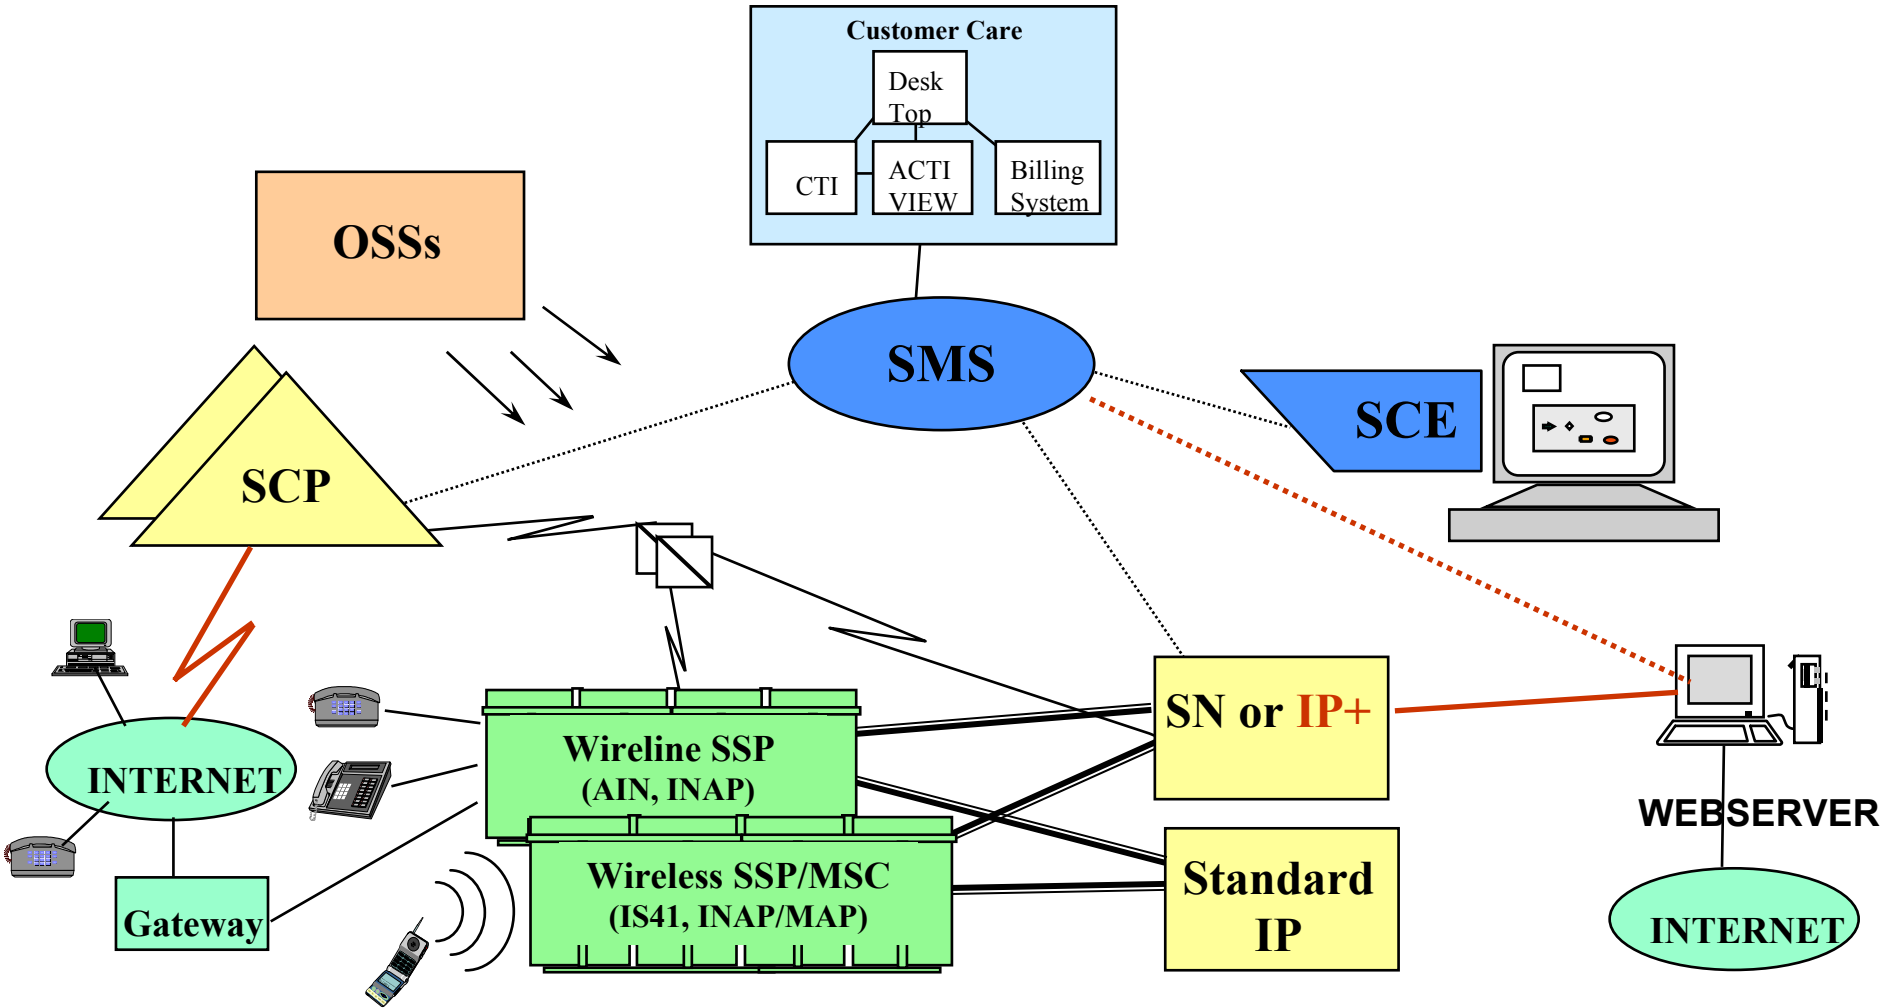 Customer Care
Desk
Top
CTI
ACTI
VIEW
Billing
System
OSSs
SMS
SCE
SCP
SN or IP+
Wireline SSP
(AIN, INAP)
INTERNET
WEBSERVER
Wireless SSP/MSC
(IS41, INAP/MAP)
Standard
IP
Gateway
INTERNET